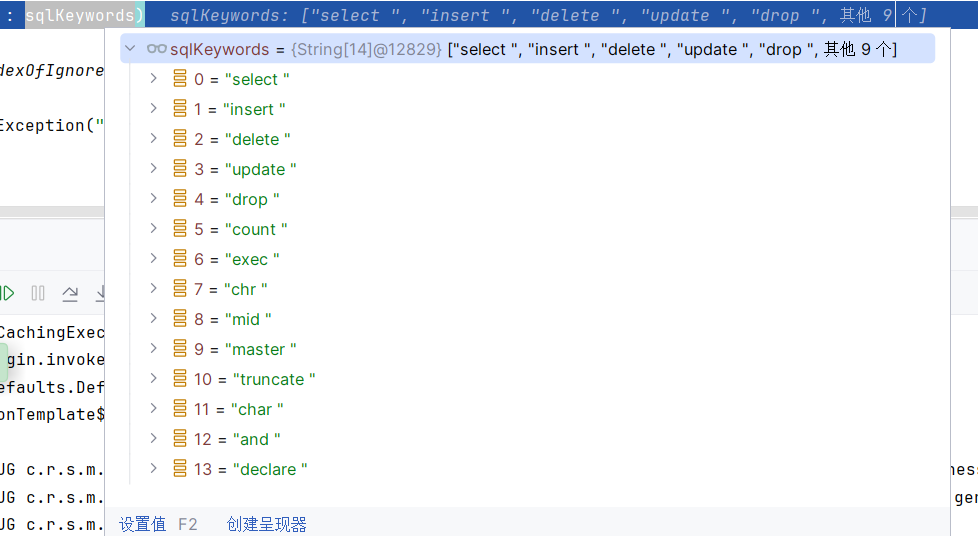 : sqlKeywords) sqlKeywords: ["select ", "insert ", "delete ", "update ", "drop ", 其他 9 个]
sqlKeywords = {String[14]@12829} ["select ", "insert ", "delete ", "update ", "drop ", 其他 9 个]
dexOfIgnore
0 = "select "
1 = "insert "
Exception("
2 = "delete "
3 = "update "
4 = "drop "
5 = "count "
6 = "exec "
7 = "chr "
8 = "mid "
CachingExec
9 = "master "
gin.invoke
10 = "truncate "
efaults.Def
11 = "char "
onTemplate$
12 = "and "
UG c.r.s.m.
13 = "declare "
nes
UG c.r.s.m.
ger
UG c.r.s.m.
设置值 F2 创建呈现器